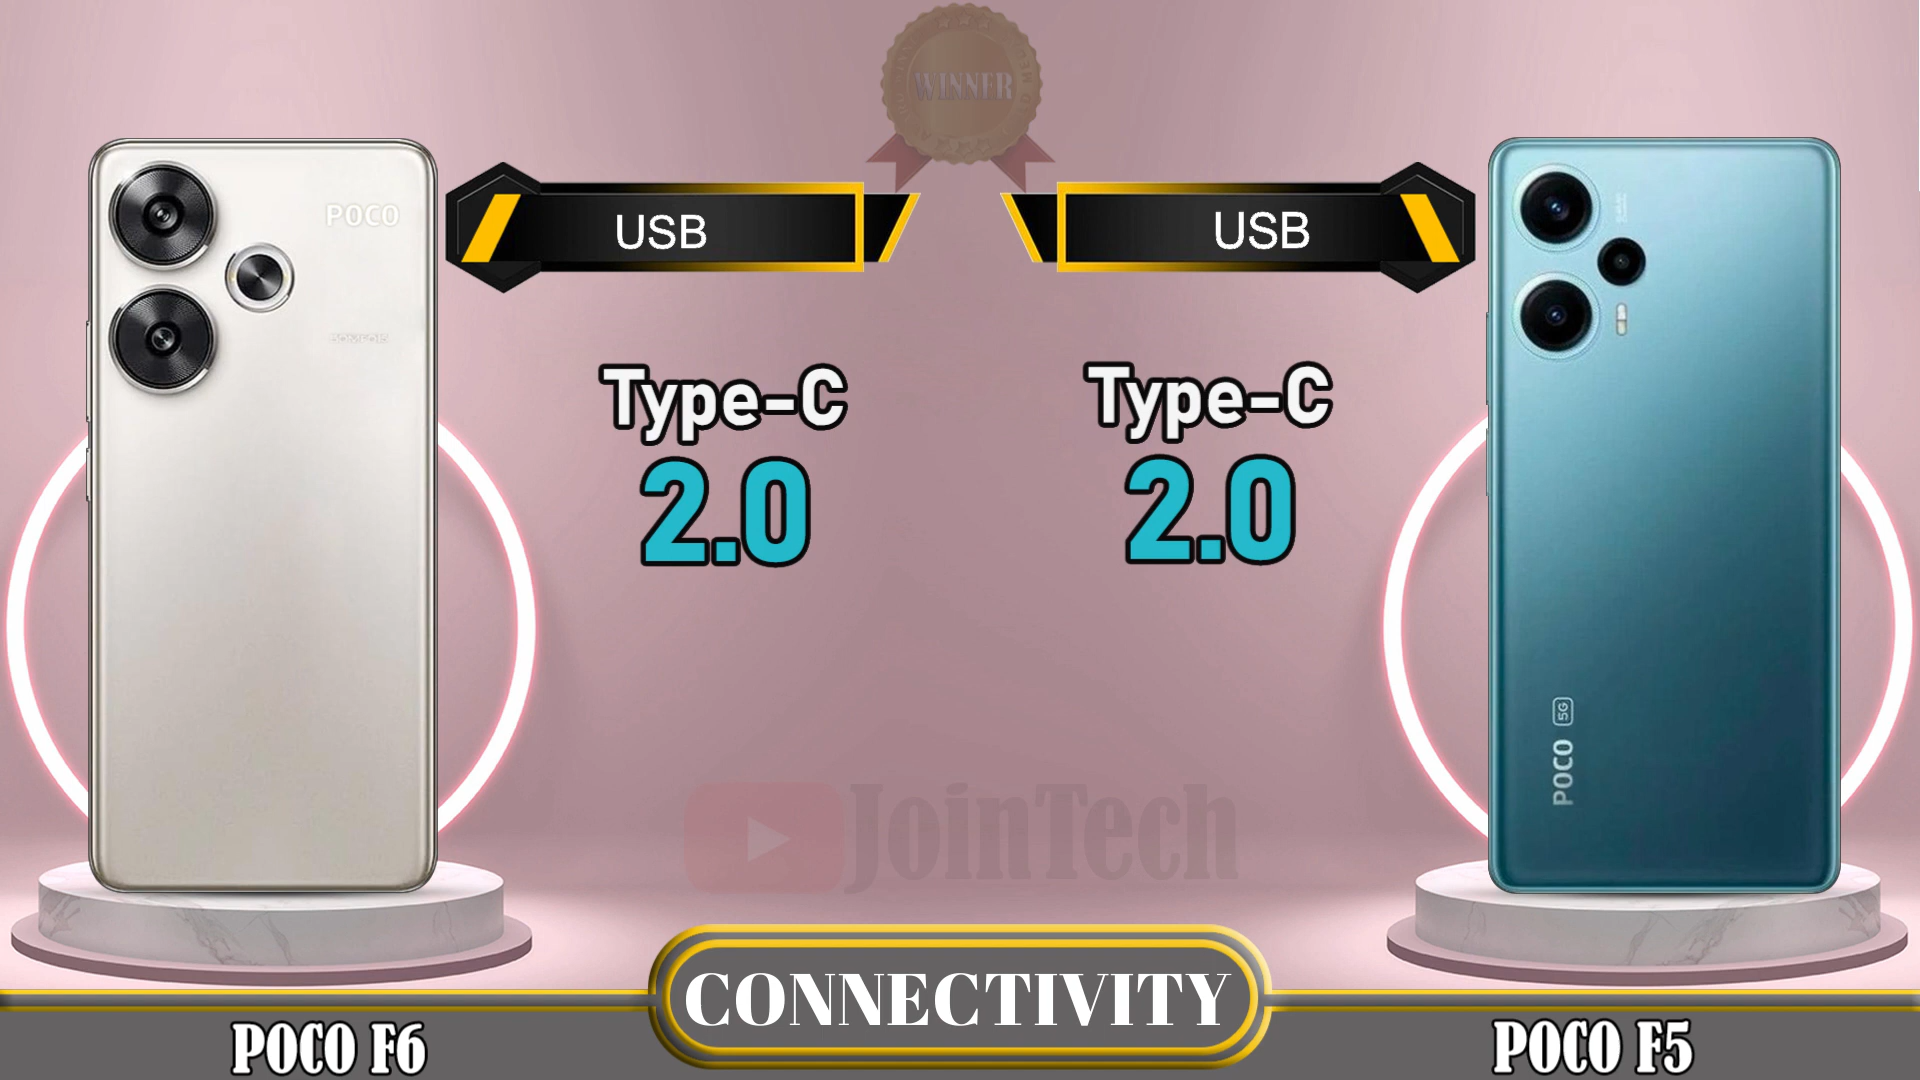 WINNER
POCO
USB
USB
Type-C
2.0
Type-C
2.0
POCO 5G
JoinTech
CONNECTIVITY
POCO F6
POCO F5